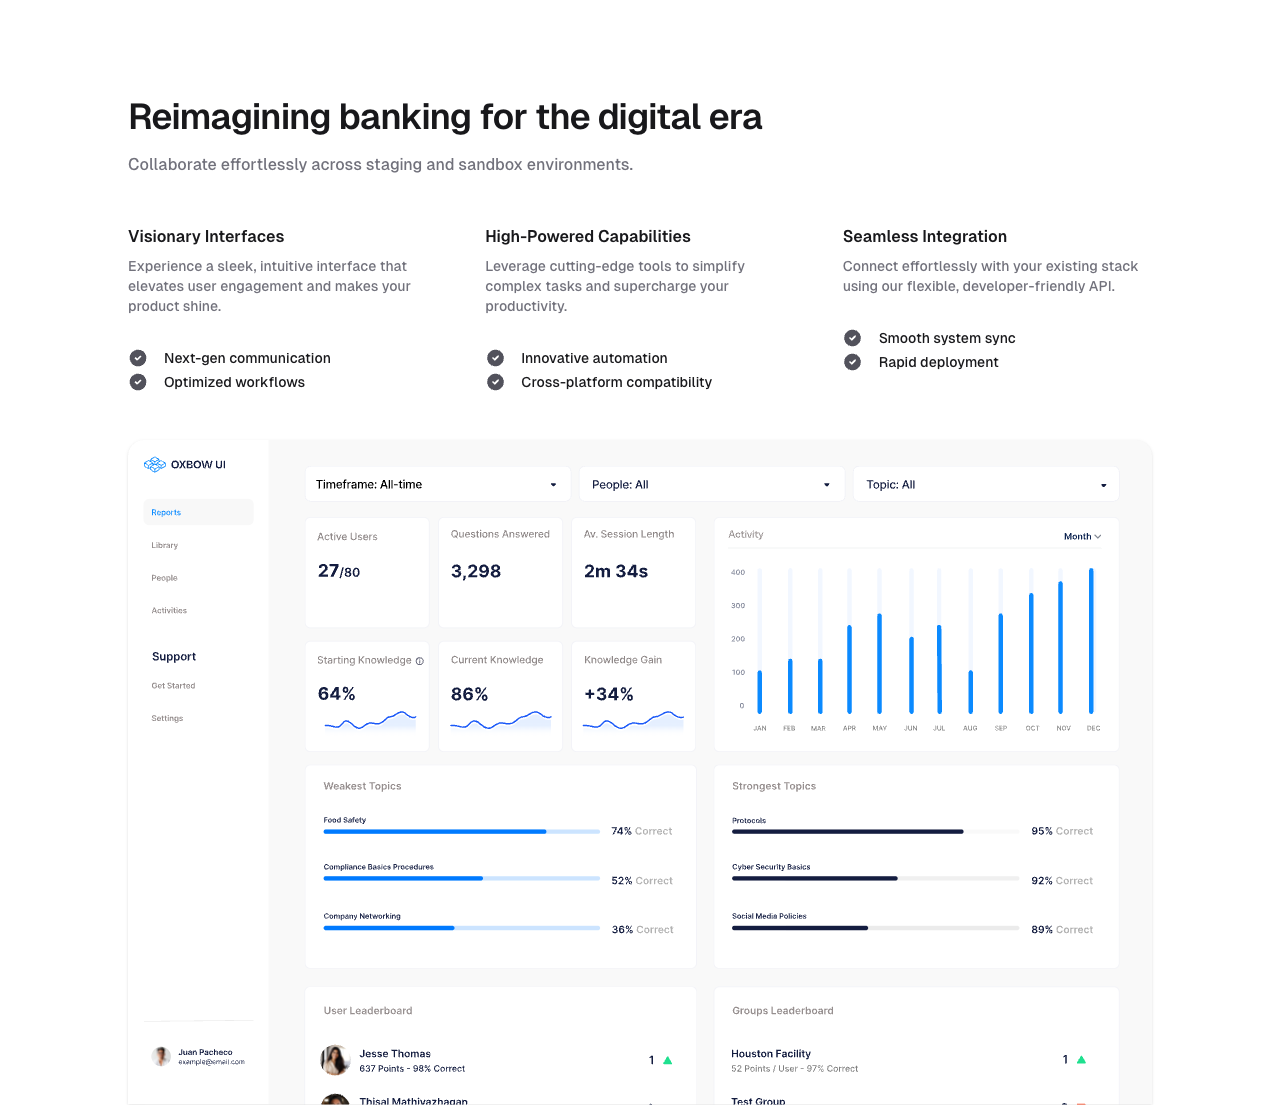 Reimagining banking for the digital era
Collaborate effortlessly across staging and sandbox environments.
Visionary Interfaces
Experience a sleek, intuitive interface that
elevates user engagement and makes your
product shine.
Next-gen communication
Optimized workflows
High-Powered Capabilities
Leverage cutting-edge tools to simplify
complex tasks and supercharge your
productivity.
Innovative automation
Cross-platform compatibility
Seamless Integration
Connect effortlessly with your existing stack
using our flexible, developer-friendly API.
Smooth system sync
Rapid deployment
OXBOW UI
Reports
Library
People
Activities
Support
Get Started
Settings
Juan Pacheco
example@email.com
Timeframe: All-time
People: All
Topic: All
Active Users
27/80
Questions Answered
3,298
Av. Session Length
2m 34s
Starting Knowledge
64%
Current Knowledge
86%
Knowledge Gain
+34%
Activity
Month
400
300
200
100
0
JAN FEB MAR APR MAY JUN JUL AUG SEP OCT NOV DEC
Weakest Topics
Food Safety
74% Correct
Compliance Basics Procedures
52% Correct
Company Networking
36% Correct
Strongest Topics
Protocols
95% Correct
Cyber Security Basics
92% Correct
Social Media Policies
89% Correct
User Leaderboard
Jesse Thomas
637 Points - 98% Correct
1
Thisal Mathiyazhagan
Groups Leaderboard
Houston Facility
52 Points / User - 97% Correct
1
Test Group